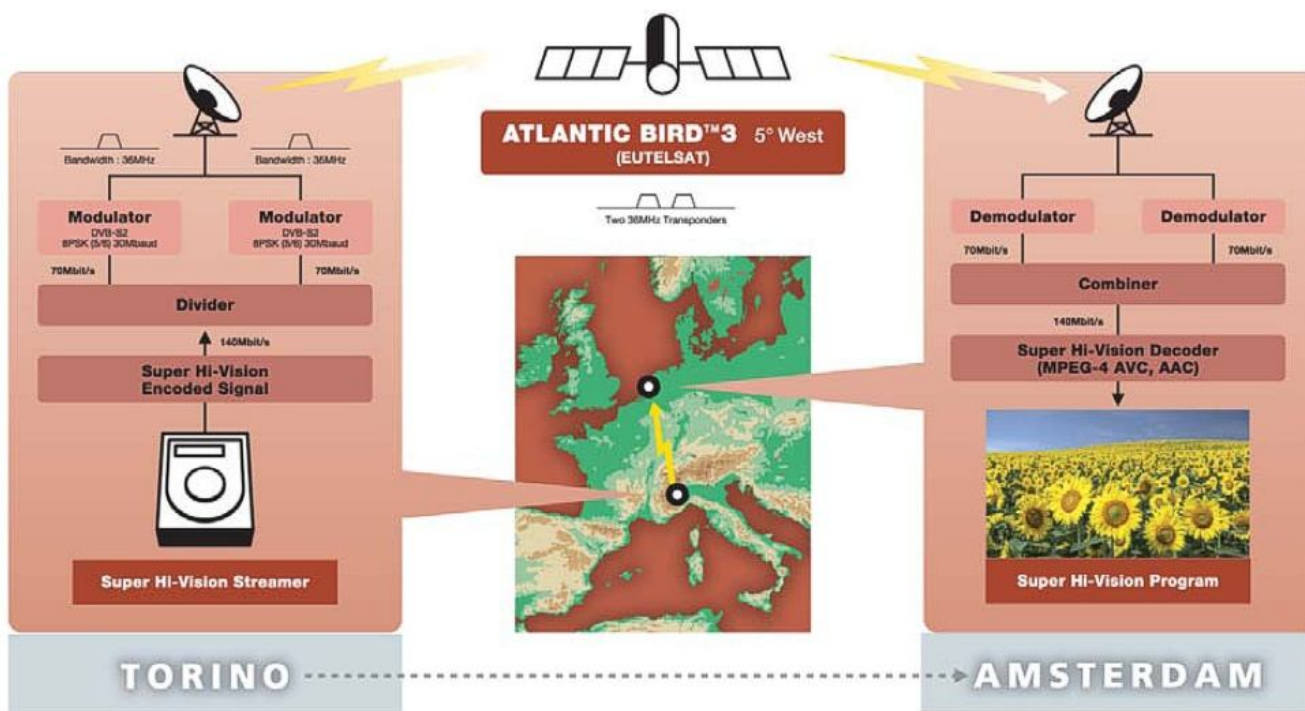 Bandwidth : 36MHz
Bandwidth : 36MHz
Modulator
DVB-S2
8PSK (5/6) 30Mbaud
Modulator
DVB-S2
8PSK (5/6) 30Mbaud
70Mbit/s
70Mbit/s
Divider
140Mbit/s
Super Hi-Vision
Encoded Signal
Super Hi-Vision Streamer
TORINO
ATLANTIC BIRD™3 5° West
(EUTELSAT)
Two 36MHz Transponders
Demodulator
Demodulator
70Mbit/s
70Mbit/s
Combiner
140Mbit/s
Super Hi-Vision Decoder
(MPEG-4 AVC, AAC)
Super Hi-Vision Program
AMSTERDAM